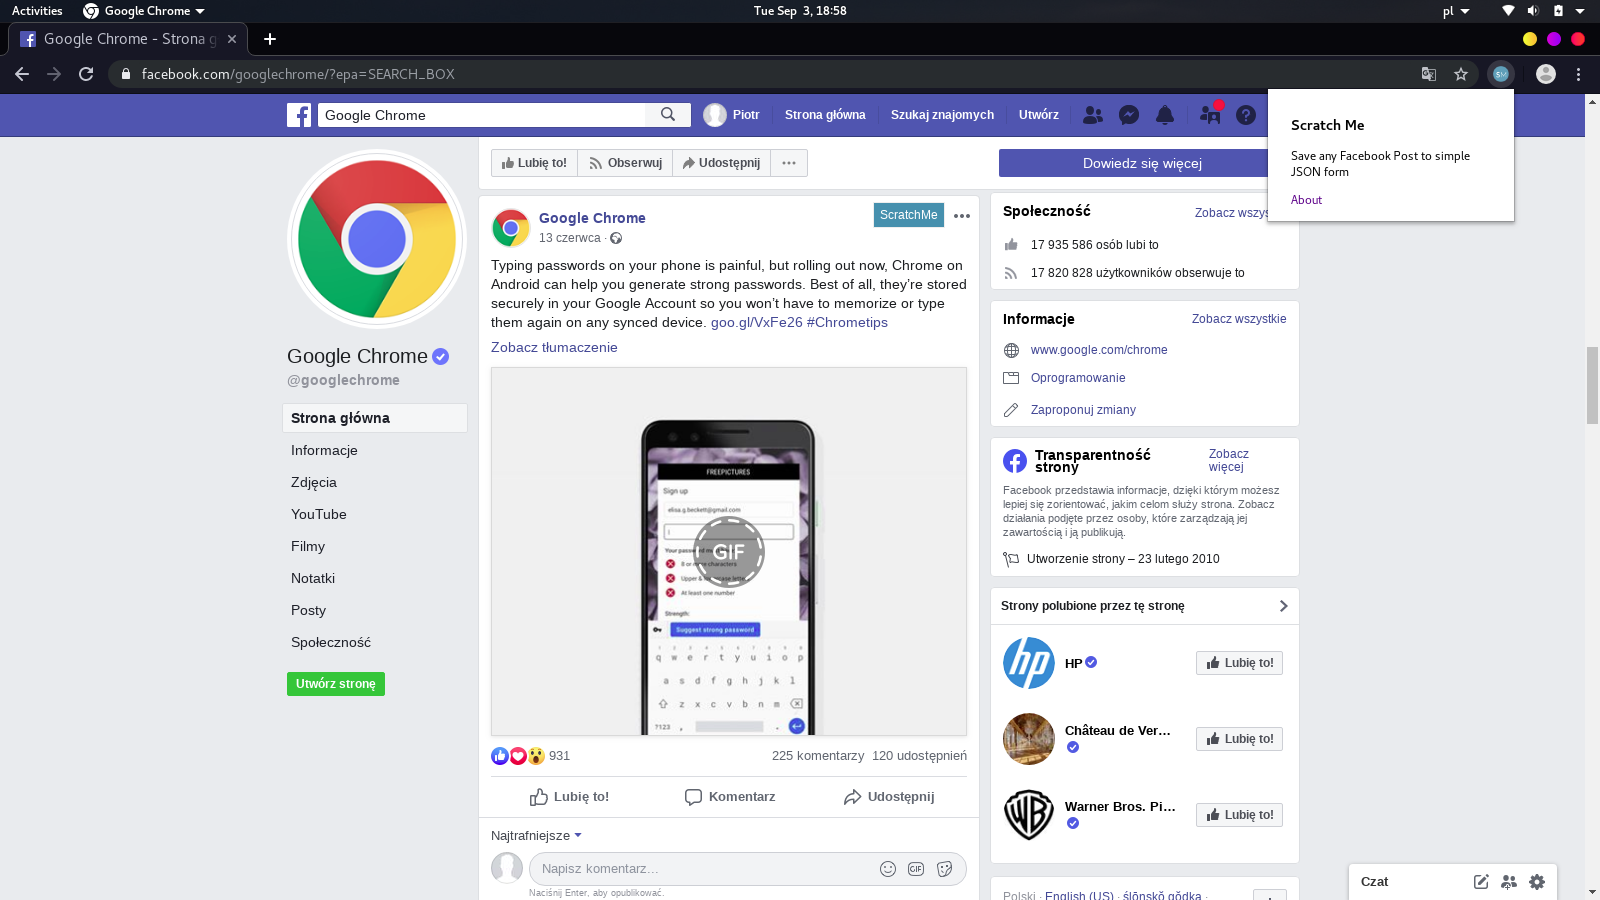 Activities Google Chrome Tue Sep 3, 18:58 pl
Google Chrome - Strona g
facebook.com/googlechrome/?epa=SEARCH_BOX
Google Chrome Piotr Strona główna Szukaj znajomych Utwórz
Scratch Me
Save any Facebook Post to simple
JSON form
About
Google Chrome
@googlechrome
Strona główna
Informacje
Zdjęcia
YouTube
Filmy
Notatki
Posty
Społeczność
Utwórz stronę
Lubię to! Obserwuj Udostępnij ...
Dowiedz się więcej
Google Chrome
ScratchMe
13 czerwca ·
Typing passwords on your phone is painful, but rolling out now, Chrome on
Android can help you generate strong passwords. Best of all, they’re stored
securely in your Google Account so you won’t have to memorize or type
them again on any synced device. goo.gl/VxFe26 #Chrometips
Zobacz tłumaczenie
FREEPICTURES
Sign up
elisa.g.beckett@gmail.com
GIF
Your password
8 or more characters
Upper & lowercase letters
At least one number
Strength:
Suggest strong password
q w e r t y u i o p
a s d f g h j k l
z x c v b n m
?123 , .
931 225 komentarzy 120 udostępnień
Lubię to! Komentarz Udostępnij
Najtrafniejsze
Napisz komentarz... GIF
Naciśnij Enter, aby opublikować.
Społeczność Zobacz wszys
17 935 586 osób lubi to
17 820 828 użytkowników obserwuje to
Informacje Zobacz wszystkie
www.google.com/chrome
Oprogramowanie
Zaproponuj zmiany
Transparentność
strony
Zobacz
więcej
Facebook przedstawia informacje, dzięki którym możesz
lepiej się zorientować, jakim celom służy strona. Zobacz
działania podjęte przez osoby, które zarządzają jej
zawartością i ją publikują.
Utworzenie strony – 23 lutego 2010
Strony polubione przez tę stronę
hp HP Lubię to!
Château de Ver... Lubię to!
WB Warner Bros. Pi... Lubię to!
Polski · English (US) · ślōnskŏ gŏdka ·
Czat